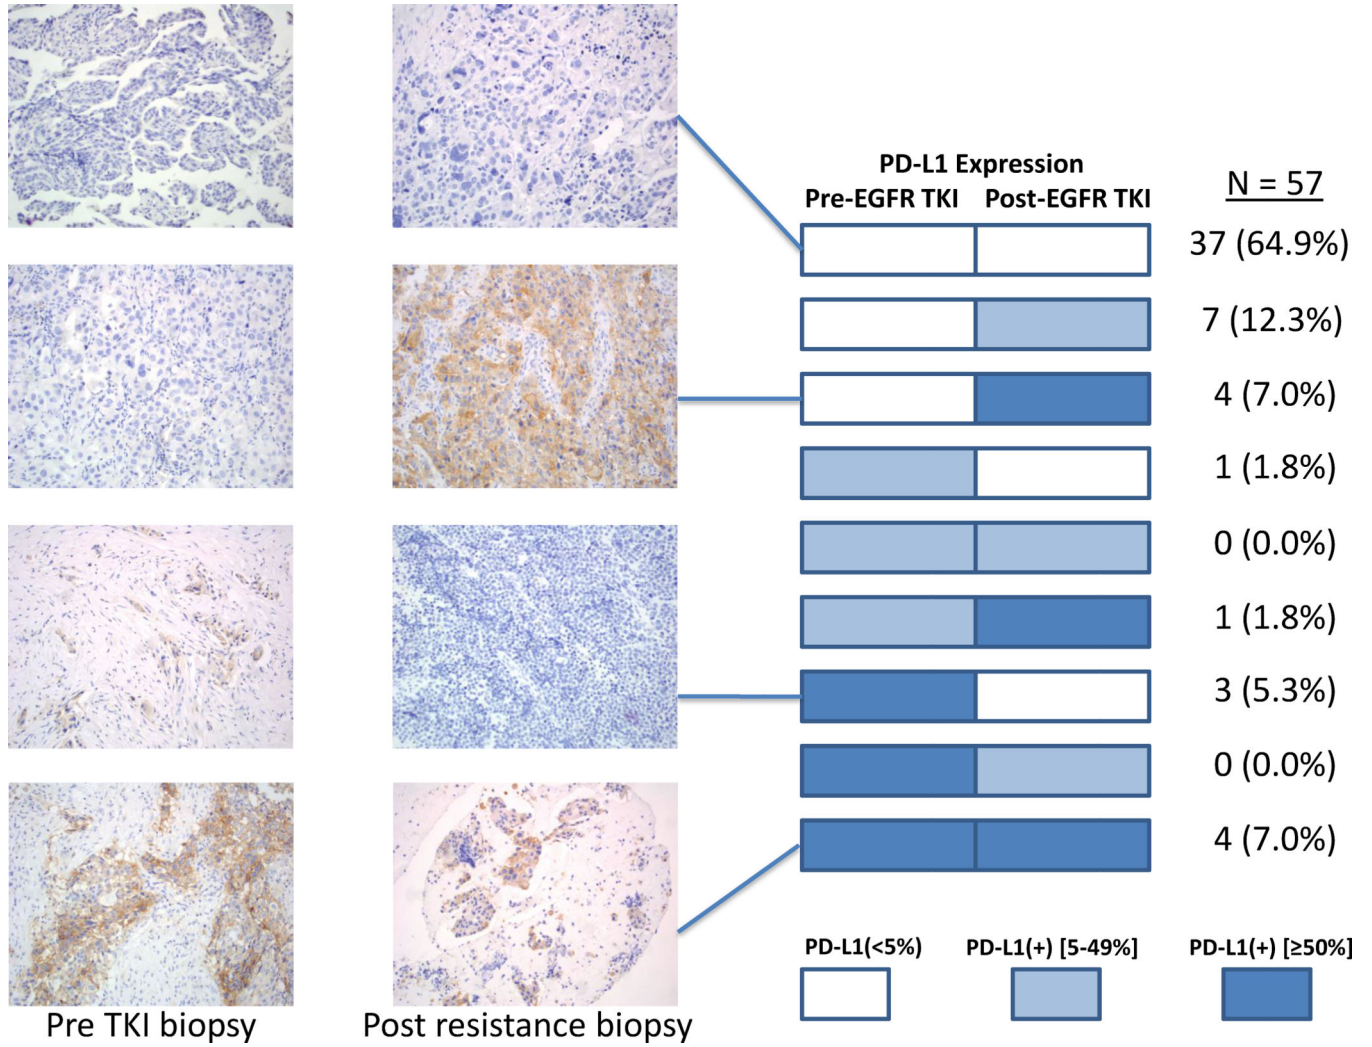 PD-L1 Expression
Pre-EGFR TKI Post-EGFR TKI
N = 57
37 (64.9%)
7 (12.3%)
4 (7.0%)
1 (1.8%)
0 (0.0%)
1 (1.8%)
3 (5.3%)
0 (0.0%)
4 (7.0%)
PD-L1(<5%) PD-L1(+) [5-49%] PD-L1(+) [≥50%]
Pre TKI biopsy Post resistance biopsy